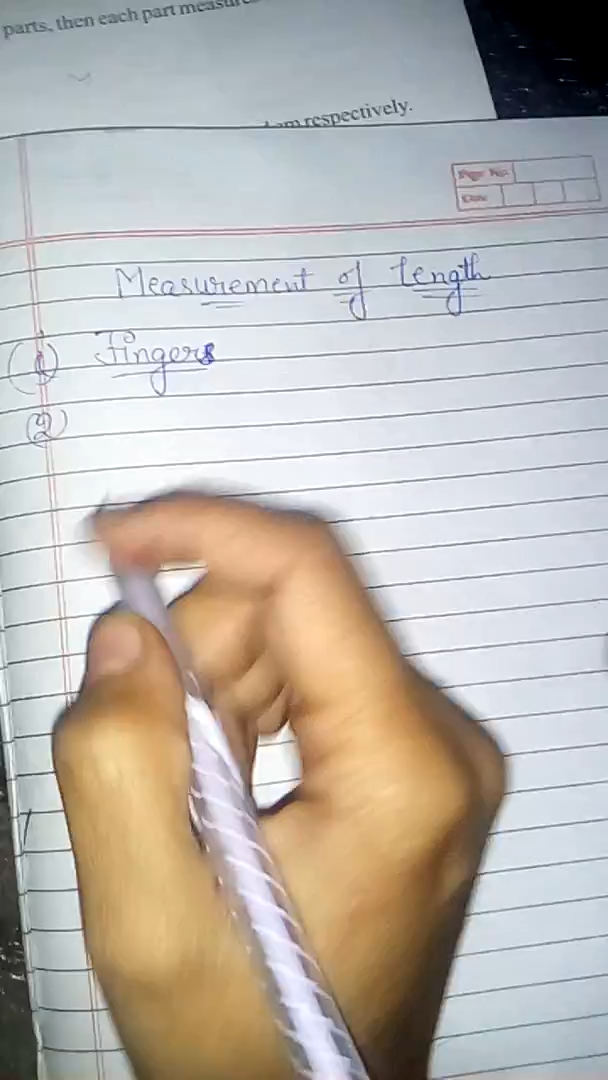 parts, then each part measure
respectively.
Page No.
Date
Measurement of length
(1) Fingers
(2)